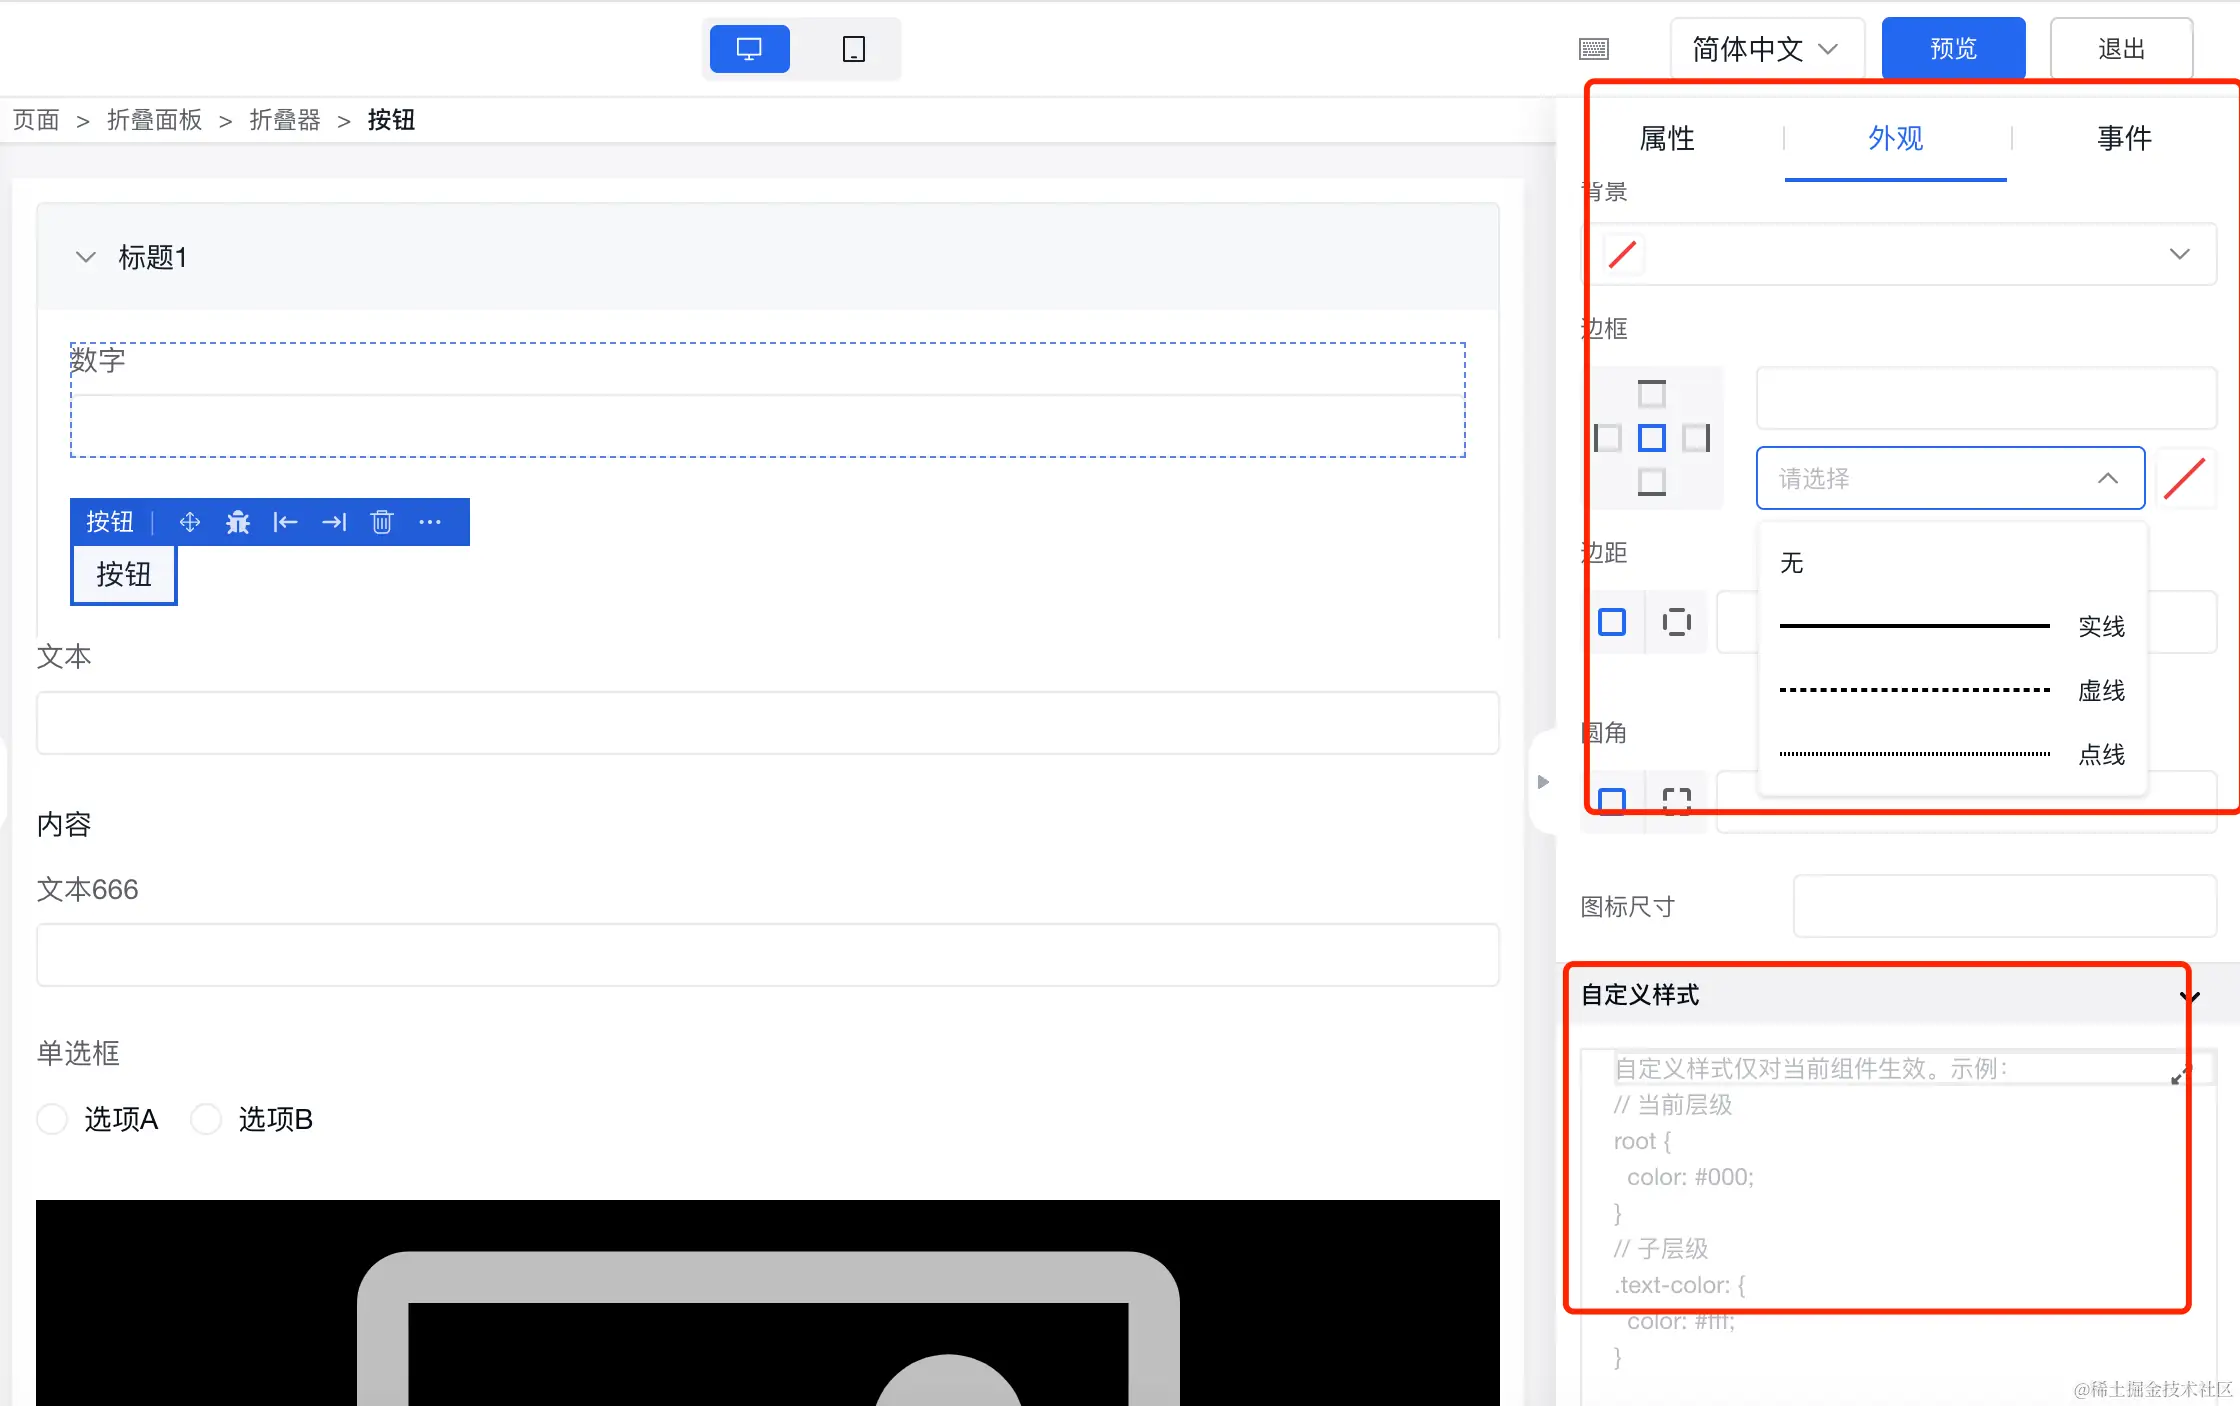 简体中文
预览
退出
页面 > 折叠面板 > 折叠器 > 按钮
属性
外观
事件
背景
标题1
边框
数字
请选择
按钮
按钮
边距
无
实线
虚线
点线
文本
圆角
内容
文本666
图标尺寸
自定义样式
单选框
选项A
选项B
自定义样式仅对当前组件生效。示例：
// 当前层级
root {
color: #000;
}
// 子层级
.text-color: {
color: #fff;
}
@稀土掘金技术社区